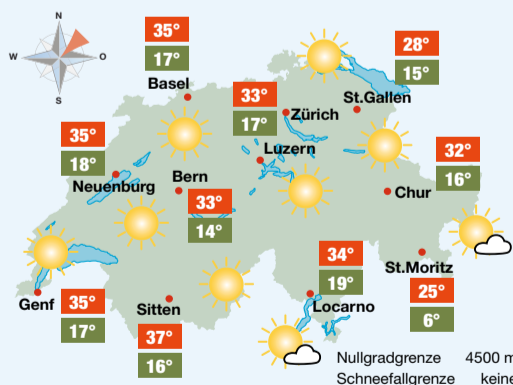 N
W O
S
35°
17°
Basel
28°
15°
St.Gallen
33°
17°
Zürich
35°
18°
Neuenburg
Luzern
32°
16°
Chur
Bern
33°
14°
St.Moritz
25°
6°
34°
19°
Locarno
Genf
35°
17°
Sitten
37°
16°
Nullgradgrenze 4500 m
Schneefallgrenze keine